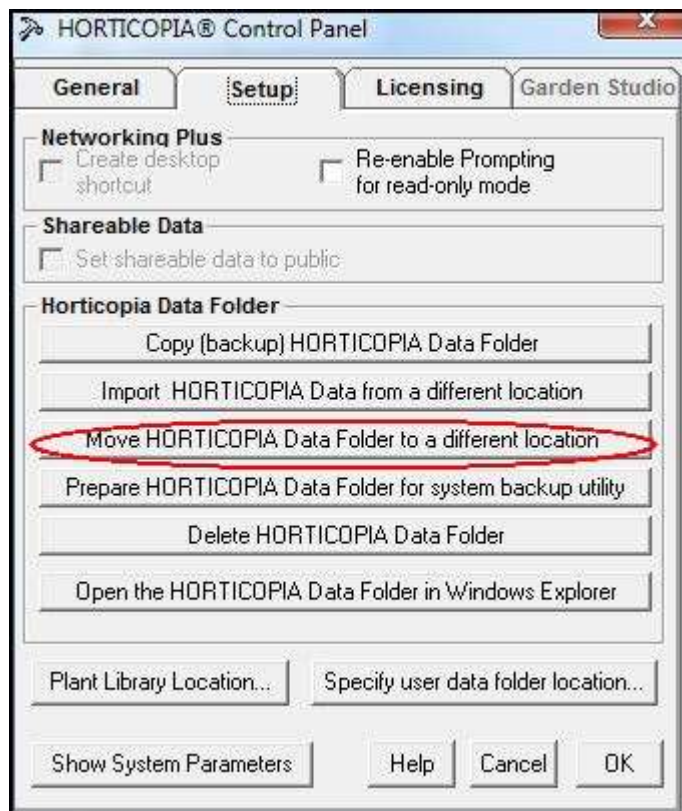 HORTICOPIA® Control Panel
General Setup Licensing Garden Studio
Networking Plus
Create desktop
shortcut
Re-enable Prompting
for read-only mode
Shareable Data
Set shareable data to public
Horticopia Data Folder
Copy (backup) HORTICOPIA Data Folder
Import HORTICOPIA Data from a different location
Move HORTICOPIA Data Folder to a different location
Prepare HORTICOPIA Data Folder for system backup utility
Delete HORTICOPIA Data Folder
Open the HORTICOPIA Data Folder in Windows Explorer
Plant Library Location... Specify user data folder location...
Show System Parameters Help Cancel OK